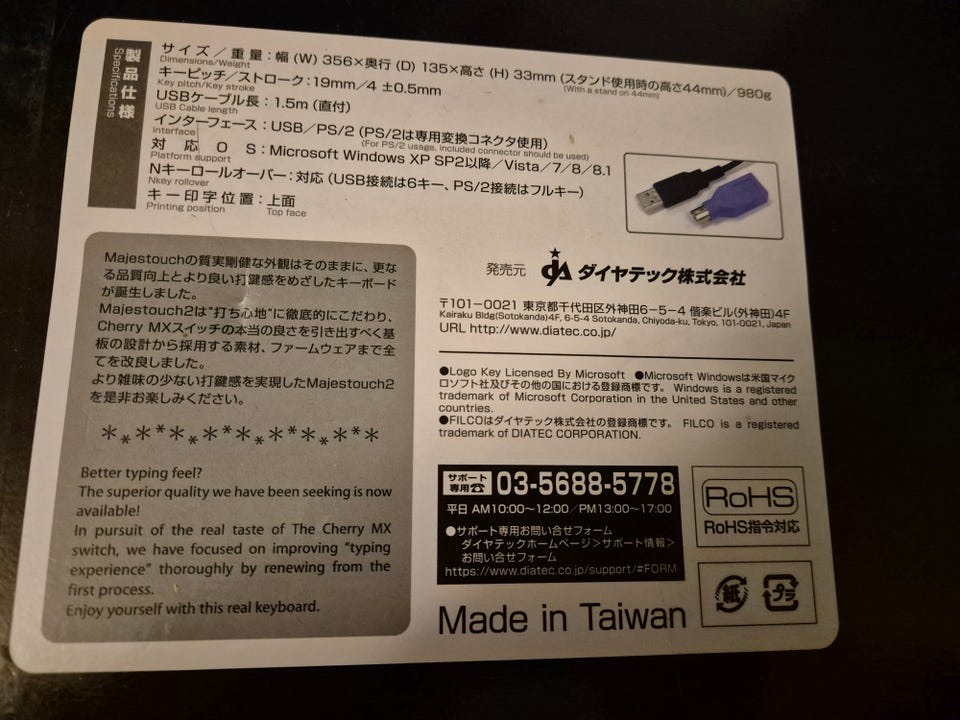 製品仕様
Specifications
サイズ／重量：幅 (W) 356×奥行 (D) 135×高さ (H) 33mm (スタンド使用時の高さ44mm)／980g
Dimensions/Weight (With a stand on 44mm)
キーピッチ／ストローク：19mm／4 ±0.5mm
Key pitch/Key stroke
USBケーブル長：1.5m (直付)
USB Cable length
インターフェース：USB／PS/2 (PS/2は専用変換コネクタ使用)
Interface (For PS/2 usage, included connector should be used)
対応OS：Microsoft Windows XP SP2以降／Vista／7／8／8.1
Platform support
Nキーロールオーバー：対応 (USB接続は6キー、PS/2接続はフルキー)
Nkey rollover
キー印字位置：上面
Printing position Top face
Majestouchの質実剛健な外観はそのままに、更な
る品質向上とより良い打鍵感をめざしたキーボード
が誕生しました。
Majestouch2は"打ち心地"に徹底的にこだわり、
Cherry MXスイッチの本当の良さを引き出すべく基
板の設計から採用する素材、ファームウェアまで全
てを改良しました。
より雑味の少ない打鍵感を実現したMajestouch2
を是非お楽しみください。
＊*＊*＊*＊*＊*＊*＊*＊*＊
Better typing feel?
The superior quality we have been seeking is now
available!
In pursuit of the real taste of The Cherry MX
switch, we have focused on improving "typing
experience" thoroughly by renewing from the
first process.
Enjoy yourself with this real keyboard.
発売元 ダイヤテック株式会社
〒101-0021 東京都千代田区外神田6-5-4 偕楽ビル(外神田)4F
Kairaku Bldg(Sotokanda)4F, 6-5-4 Sotokanda, Chiyoda-ku, Tokyo, 101-0021, Japan
URL http://www.diatec.co.jp/
●Logo Key Licensed By Microsoft ●Microsoft Windowsは米国マイク
ロソフト社及びその他の国における登録商標です。 Windows is a registered
trademark of Microsoft Corporation in the United States and other
countries.
●FILCOはダイヤテック株式会社の登録商標です。 FILCO is a registered
trademark of DIATEC CORPORATION.
サポート専用☎ 03-5688-5778
平日 AM10:00〜12:00／PM13:00〜17:00
●サポート専用お問い合せフォーム
ダイヤテックホームページ＞サポート情報＞
お問い合せフォーム
https://www.diatec.co.jp/support/#FORM
RoHS
RoHS指令対応
Made in Taiwan
紙 プラ